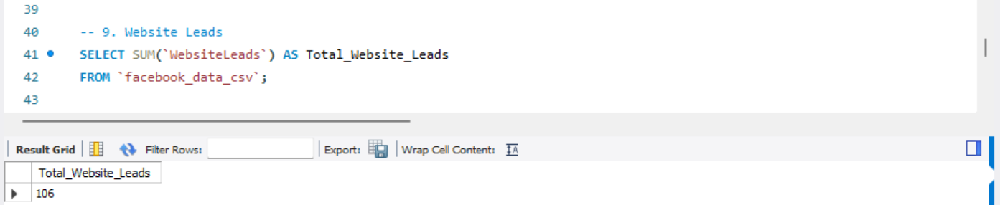 39
40 -- 9. Website Leads
41 SELECT SUM(`WebsiteLeads`) AS Total_Website_Leads
42 FROM `facebook_data_csv`;
43
Result Grid Filter Rows: Export: Wrap Cell Content: IA
Total_Website_Leads
106